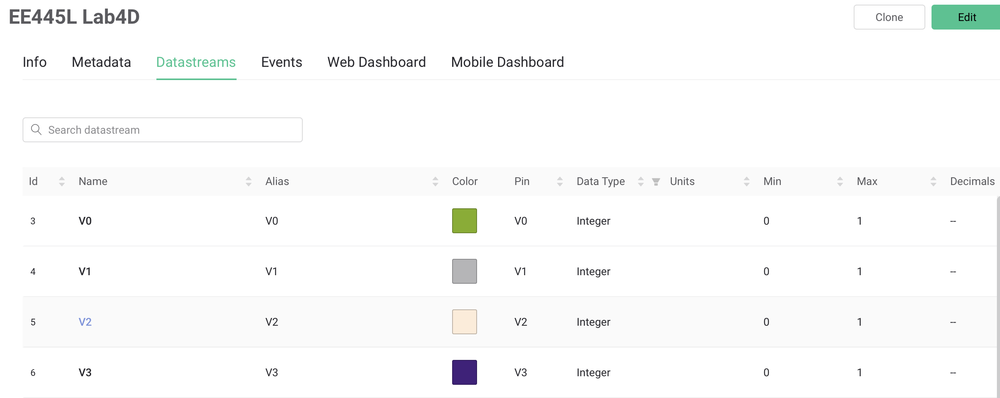 EE445L Lab4D
Clone
Edit
Info Metadata Datastreams Events Web Dashboard Mobile Dashboard
Search datastream
Id Name Alias Color Pin Data Type Units Min Max Decimals
3 V0 V0 V0 Integer 0 1 --
4 V1 V1 V1 Integer 0 1 --
5 V2 V2 V2 Integer 0 1 --
6 V3 V3 V3 Integer 0 1 --